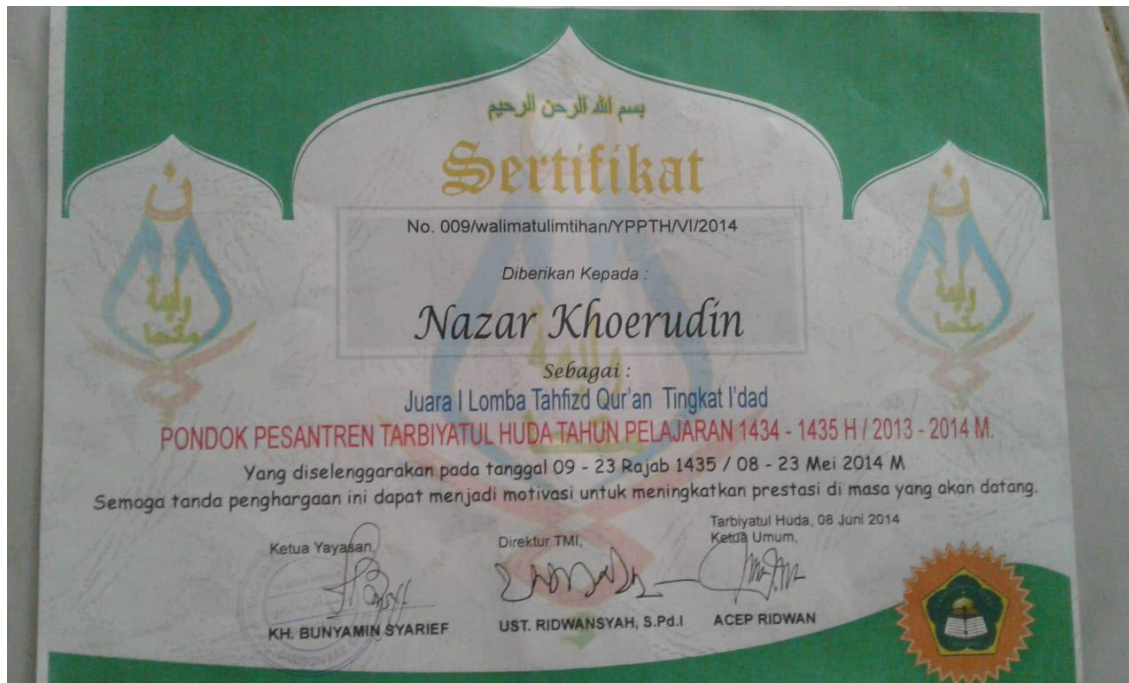 بسم الله الرحمن الرحيم
Sertifikat
No. 009/walimatulimtihan/YPPTH/VI/2014
Diberikan Kepada :
Nazar Khoerudin
Sebagai :
Juara I Lomba Tahfizd Qur'an Tingkat I'dad
PONDOK PESANTREN TARBIYATUL HUDA TAHUN PELAJARAN 1434 - 1435 H / 2013 - 2014 M.
Yang diselenggarakan pada tanggal 09 - 23 Rajab 1435 / 08 - 23 Mei 2014 M
Semoga tanda penghargaan ini dapat menjadi motivasi untuk meningkatkan prestasi di masa yang akan datang.
Tarbiyatul Huda, 08 Juni 2014
Ketua Yayasan, Direktur TMI, Ketua Umum,
KH. BUNYAMIN SYARIEF UST. RIDWANSYAH, S.Pd.I ACEP RIDWAN